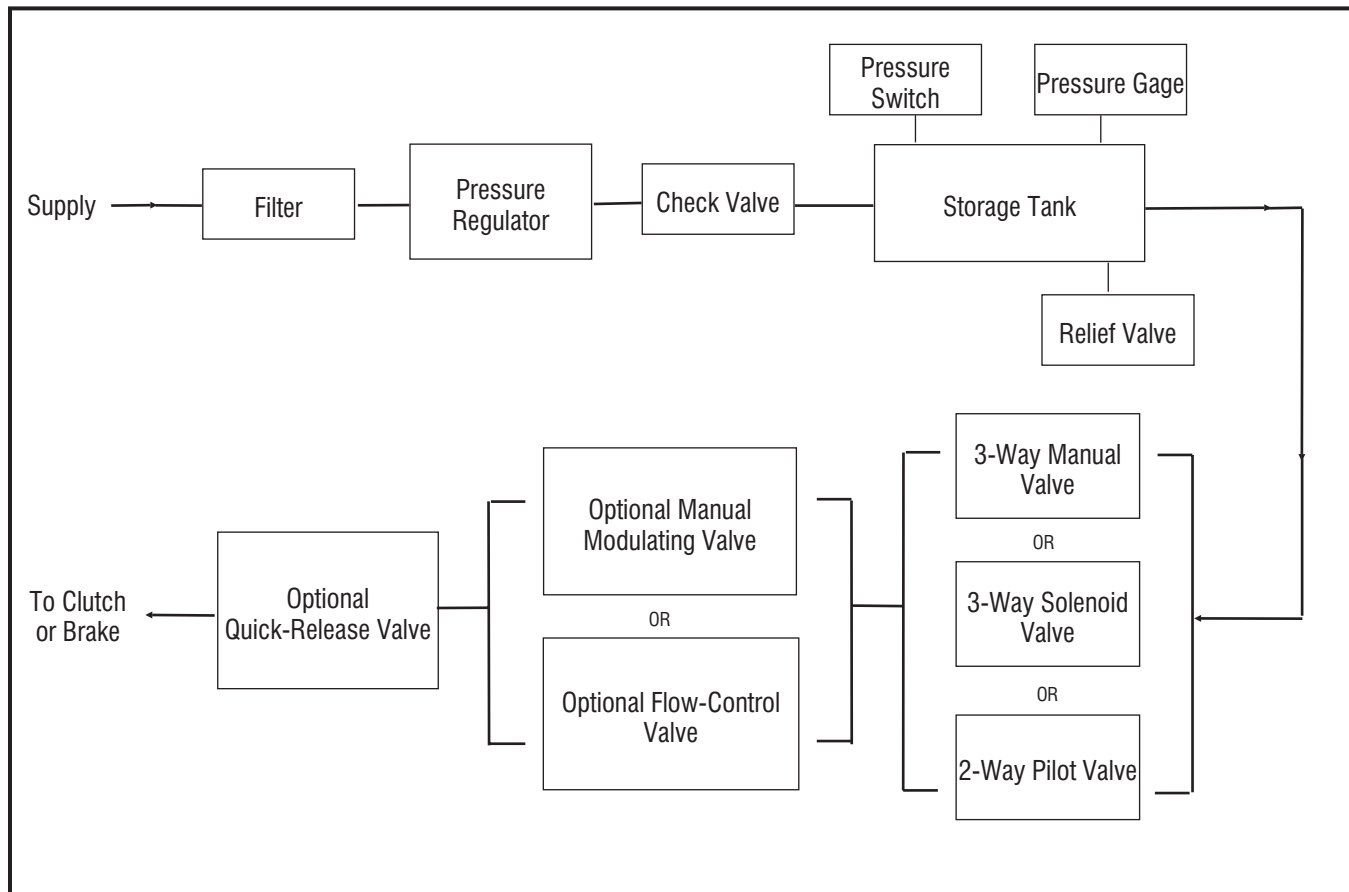 Pressure
Switch
Pressure Gage
Supply
Filter
Pressure
Regulator
Check Valve
Storage Tank
Relief Valve
3-Way Manual
Valve
OR
3-Way Solenoid
Valve
OR
2-Way Pilot Valve
Optional Manual
Modulating Valve
OR
Optional Flow-Control
Valve
Optional
Quick-Release Valve
To Clutch
or Brake